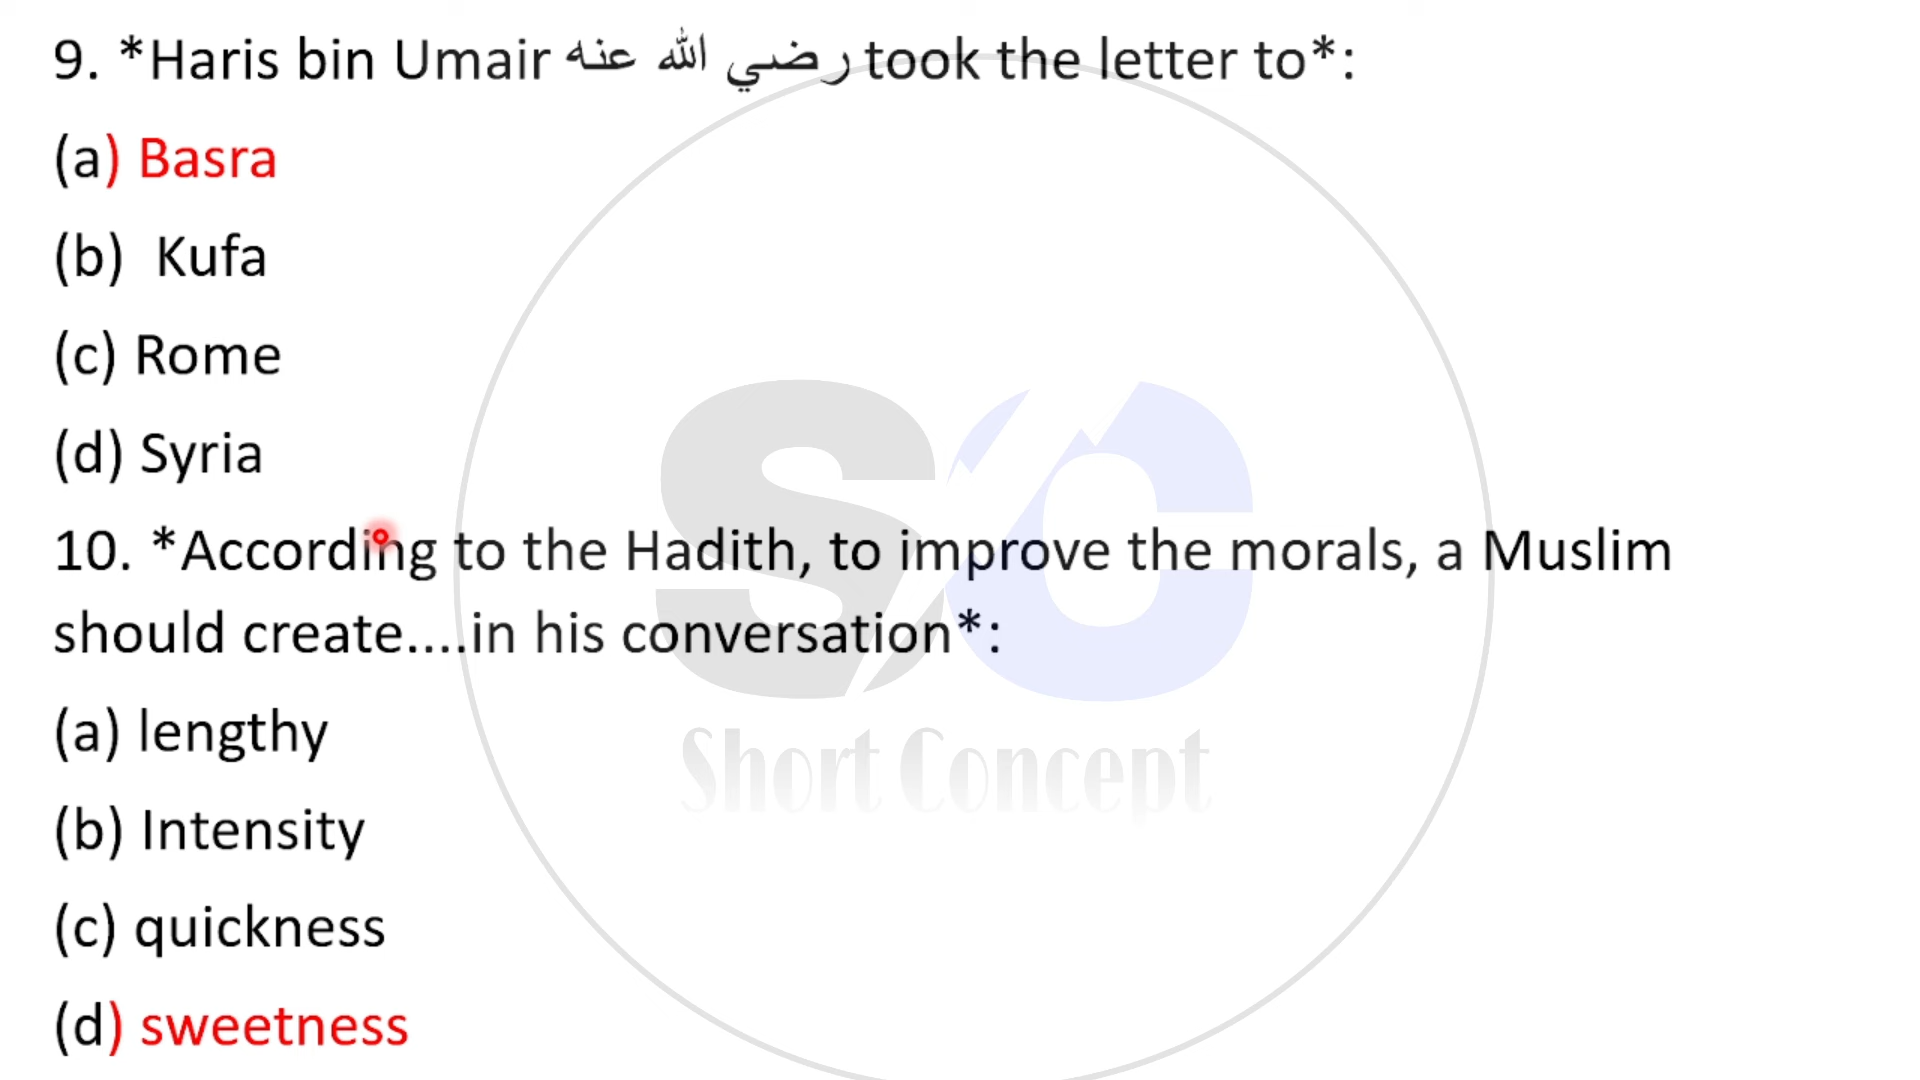 9. *Haris bin Umair رضي الله عنه took the letter to*:
(a) Basra
(b) Kufa
(c) Rome
(d) Syria
10. *According to the Hadith, to improve the morals, a Muslim
should create....in his conversation*:
(a) lengthy
(b) Intensity
(c) quickness
(d) sweetness
SC
Short Concept